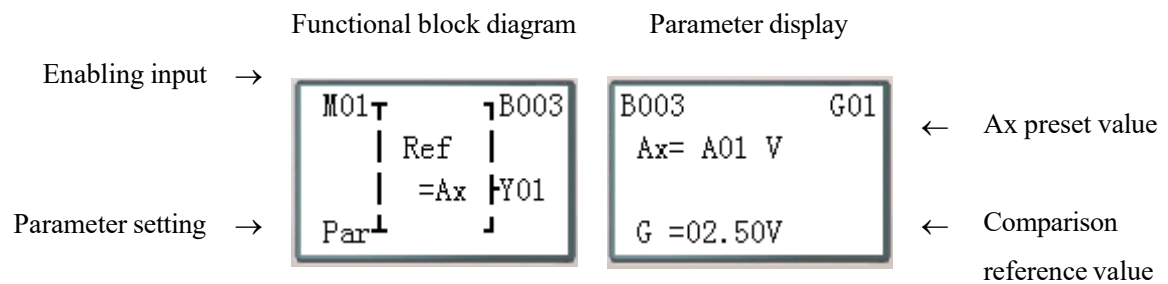 Functional block diagram
Parameter display
Enabling input →
M01 B003
Ref
=Ax Y01
Par
Parameter setting →
B003 G01
Ax= A01 V
G =02.50V
← Ax preset value
← Comparison
reference value